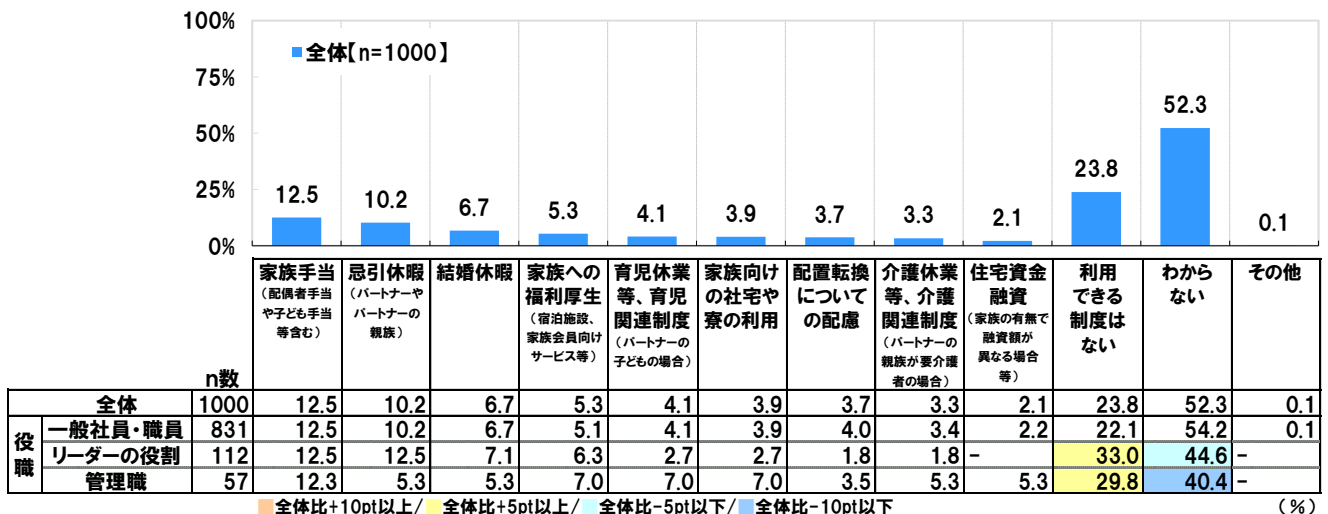 100%
75%
50%
25%
0%
■全体【n=1000】
12.5 10.2 6.7 5.3 4.1 3.9 3.7 3.3 2.1 23.8 52.3 0.1
家族手当
(配偶者手当
や子ども手当
等含む)
忌引休暇
(パートナーや
パートナーの
親族)
結婚休暇
家族への
福利厚生
(宿泊施設、
家族会員向け
サービス等)
育児休業
等、育児
関連制度
(パートナーの
子どもの場合)
家族向け
の社宅や
寮の利用
配置転換
について
の配慮
介護休業
等、介護
関連制度
(パートナーの
親族が要介護
者の場合)
住宅資金
融資
(家族の有無で
融資額が
異なる場合
等)
利用
できる
制度は
ない
わから
ない
その他
n数
全体 1000 12.5 10.2 6.7 5.3 4.1 3.9 3.7 3.3 2.1 23.8 52.3 0.1
役職
一般社員・職員 831 12.5 10.2 6.7 5.1 4.1 3.9 4.0 3.4 2.2 22.1 54.2 0.1
リーダーの役割 112 12.5 12.5 7.1 6.3 2.7 2.7 1.8 1.8 - 33.0 44.6 -
管理職 57 12.3 5.3 5.3 7.0 7.0 7.0 3.5 5.3 5.3 29.8 40.4 -
■全体比+10pt以上/■全体比+5pt以上/■全体比-5pt以下/■全体比-10pt以下 (%)